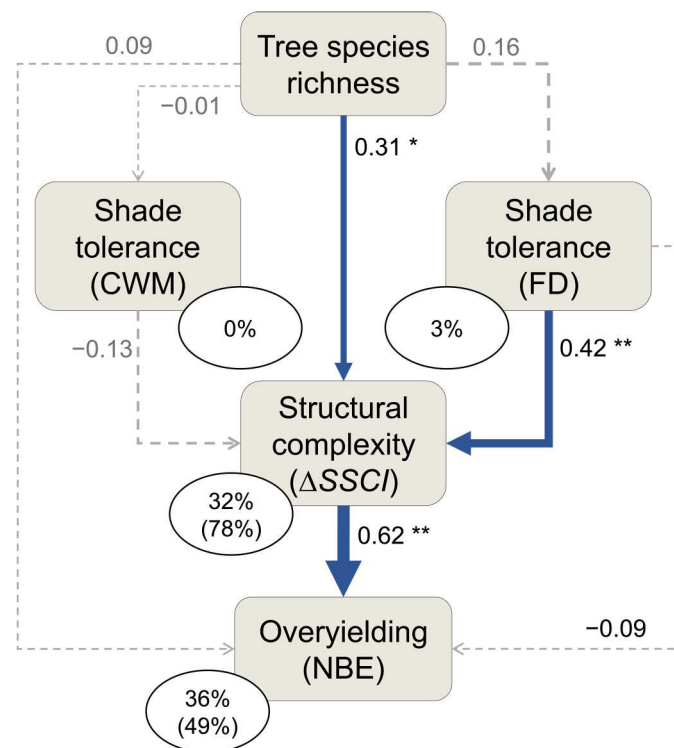 0.09
Tree species
richness
0.16
−0.01
0.31 *
Shade
tolerance
(CWM)
0%
Shade
tolerance
(FD)
3%
−0.13
0.42 **
Structural
complexity
(ΔSSCI)
32%
(78%)
0.62 **
Overyielding
(NBE)
−0.09
36%
(49%)